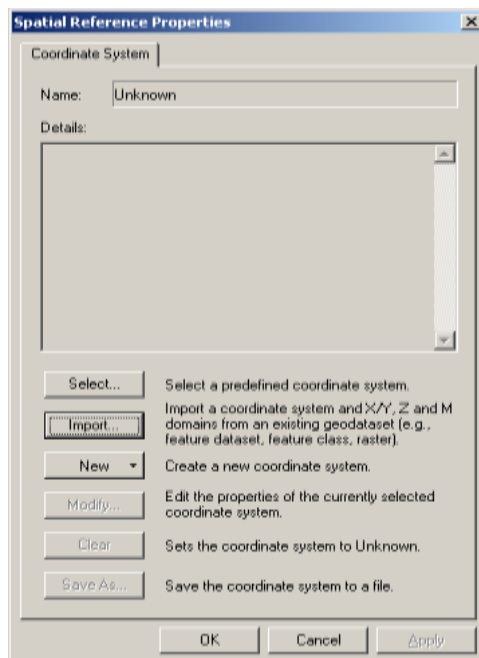 Spatial Reference Properties
Coordinate System
Name: Unknown
Details:
Select... Select a predefined coordinate system.
Import... Import a coordinate system and X/Y, Z and M
domains from an existing geodataset (e.g.,
feature dataset, feature class, raster).
New Create a new coordinate system.
Modify... Edit the properties of the currently selected
coordinate system.
Clear Sets the coordinate system to Unknown.
Save As... Save the coordinate system to a file.
OK Cancel Apply